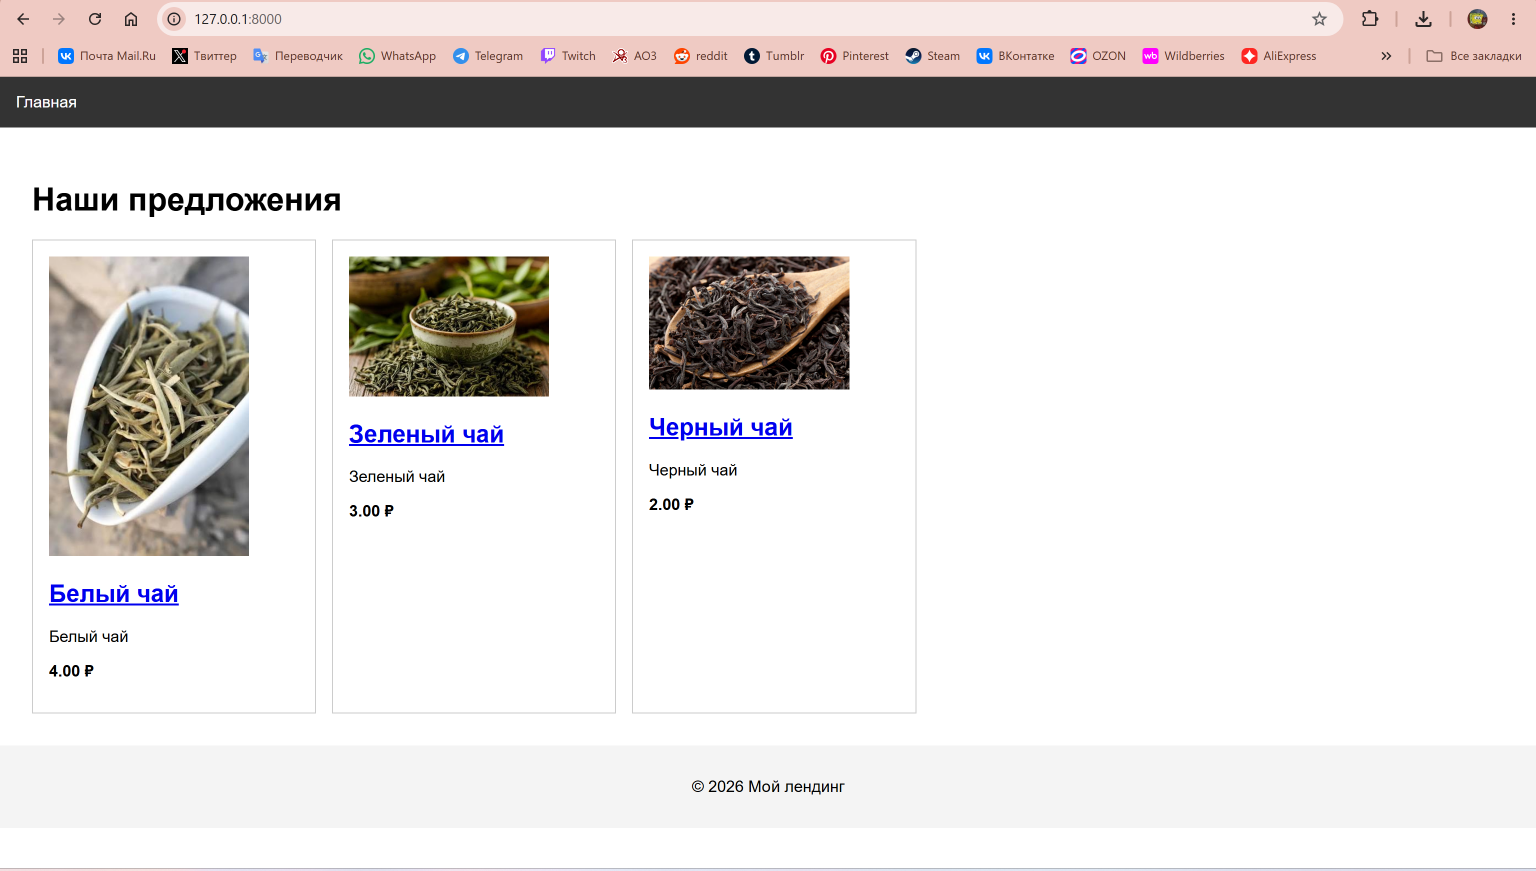 127.0.0.1:8000
Почта Mail.Ru Твиттер Переводчик WhatsApp Telegram Twitch AO3 reddit Tumblr Pinterest Steam ВКонтакте OZON Wildberries AliExpress » Все закладки
Главная
Наши предложения
Белый чай
Белый чай
4.00 ₽
Зеленый чай
Зеленый чай
3.00 ₽
Черный чай
Черный чай
2.00 ₽
© 2026 Мой лендинг